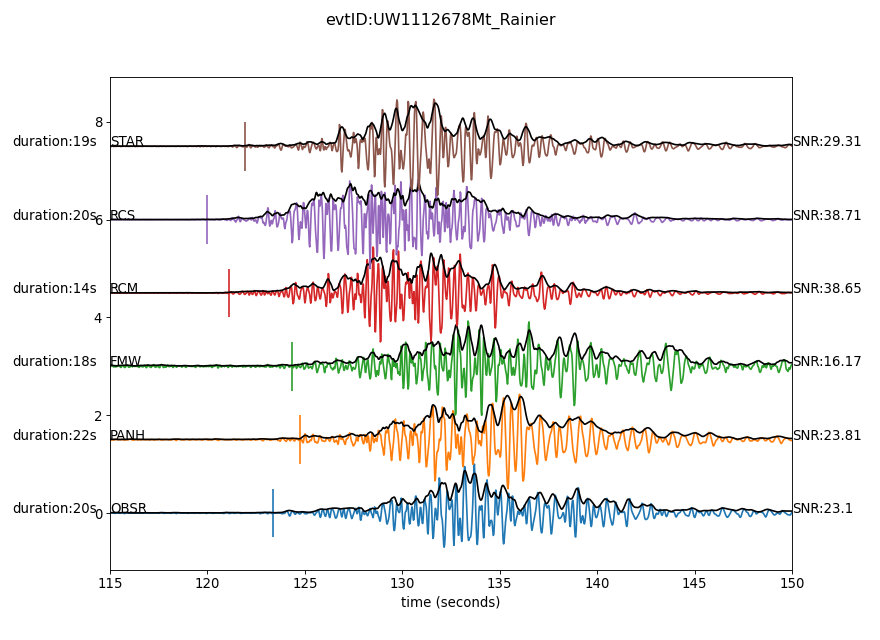 evtID:UW1112678Mt_Rainier
8
duration:19s STAR SNR:29.31
duration:20s 6 RCS SNR:38.71
duration:14s RCM SNR:38.65
4
duration:18s FMW SNR:16.17
2
duration:22s PANH SNR:23.81
duration:20s 0 OBSR SNR:23.1
115 120 125 130 135 140 145 150
time (seconds)